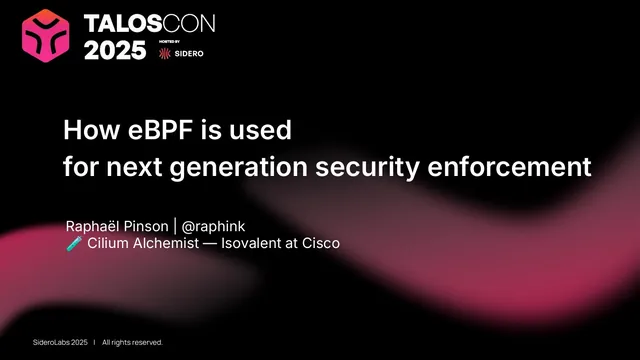 TALOSCON
2025
HOSTED BY
SIDERO
How eBPF is used
for next generation security enforcement
Raphaël Pinson | @raphink
🧪 Cilium Alchemist — Isovalent at Cisco
SideroLabs 2025 | All rights reserved.